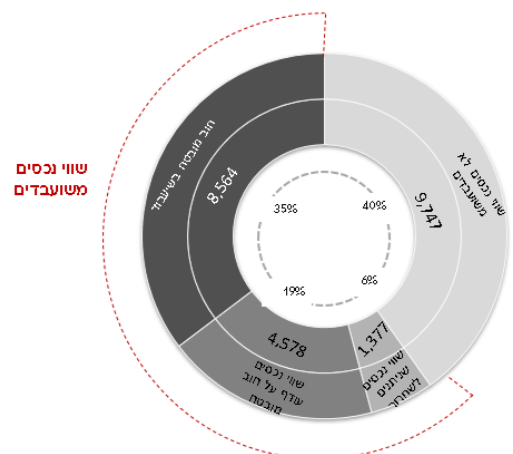 שווי נכסים
משועבדים
חוב מובטח בשיעבוד
8,564
שווי נכסים לא
משועבדים
9,747
35%
40%
19%
6%
4,578
שווי נכסים
עודף על חוב
מובטח
1,377
שווי נכסים
שניתנים
לשחרור